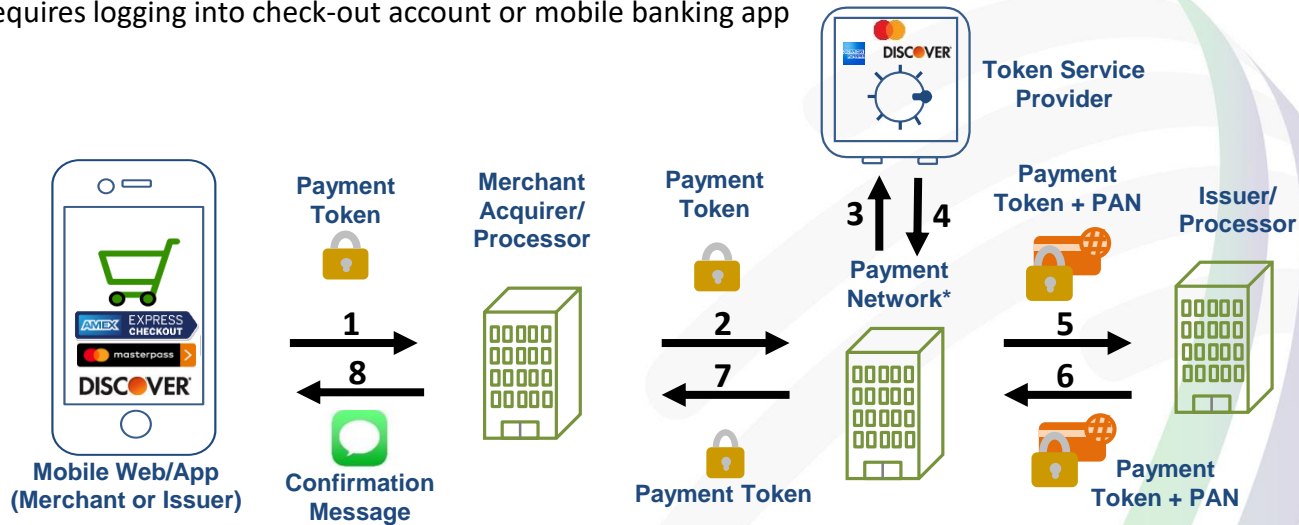 equires logging into check-out account or mobile banking app
DISCOVER
Token Service
Provider
Payment
Token
Merchant
Acquirer/
Processor
Payment
Token
3
4
Payment
Token + PAN
Issuer/
Processor
Payment
Network*
AMEX EXPRESS
CHECKOUT
masterpass
DISCOVER
1
8
2
7
5
6
Mobile Web/App
(Merchant or Issuer)
Confirmation
Message
Payment Token
Payment
Token + PAN